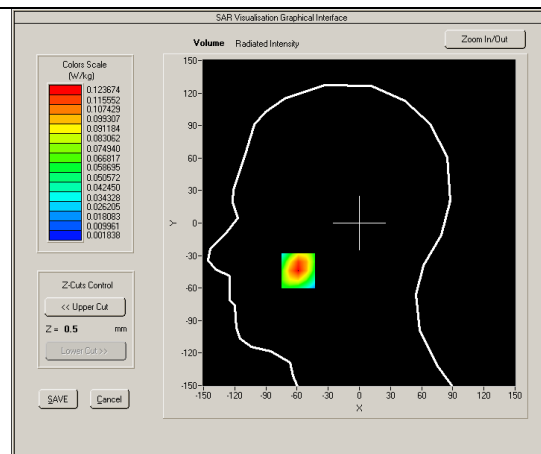 SAR Visualisation Graphical Interface
Volume Radiated Intensity
Zoom In/Out
Colors Scale
(W/kg)
0.123674
0.115552
0.107429
0.099307
0.091184
0.083062
0.074940
0.066817
0.058695
0.050572
0.042450
0.034328
0.026205
0.018083
0.009961
0.001838
Z-Cuts Control
<< Upper Cut
Z = 0.5 mm
Lower Cut >>
SAVE Cancel
150-
120-
90-
60-
30-
Y 0-
-30-
-60-
-90-
-120-
-150-
-150 -120 -90 -60 -30 0 30 60 90 120 150
X